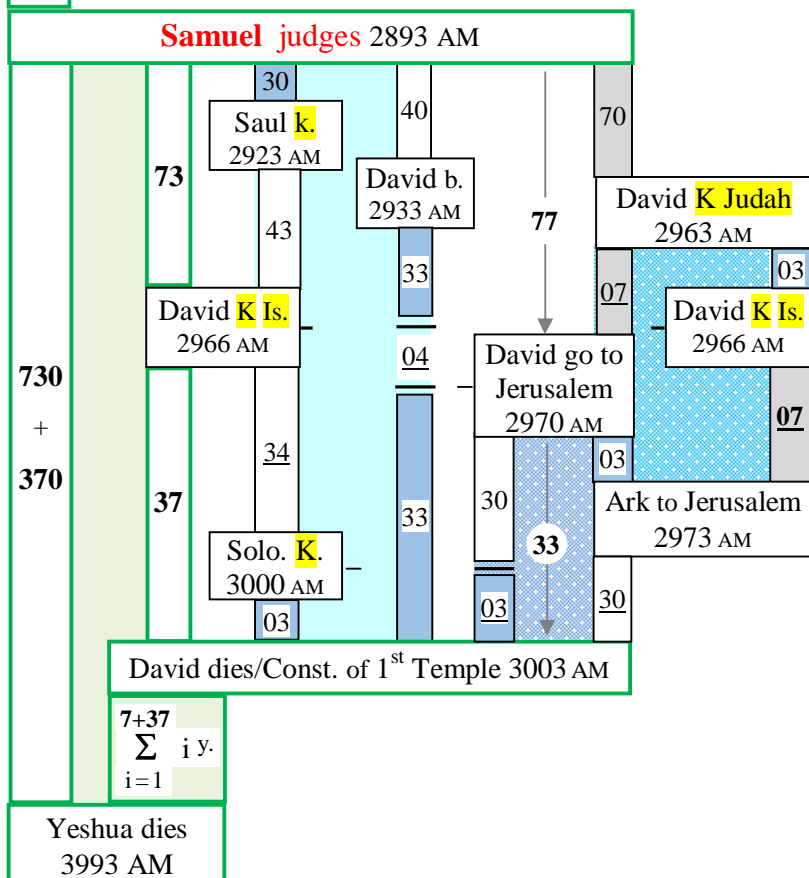 Samuel judges 2893 AM
30
40
70
Saul k.
2923 AM
73
David b.
2933 AM
77
David K Judah
2963 AM
43
33
07
03
David K Is.
2966 AM
04
David go to
Jerusalem
2970 AM
David K Is.
2966 AM
730
+
370
34
37
33
30
33
03
07
Ark to Jerusalem
2973 AM
Solo. K.
3000 AM
03
03
30
David dies/Const. of 1st Temple 3003 AM
7+37
Σ i y.
i=1
Yeshua dies
3993 AM